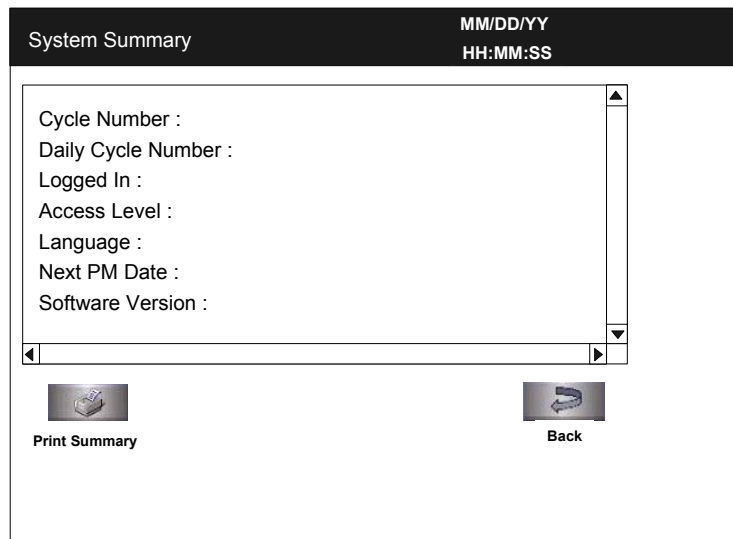 System Summary
MM/DD/YY
HH:MM:SS
Cycle Number :
Daily Cycle Number :
Logged In :
Access Level :
Language :
Next PM Date :
Software Version :
Print Summary
Back